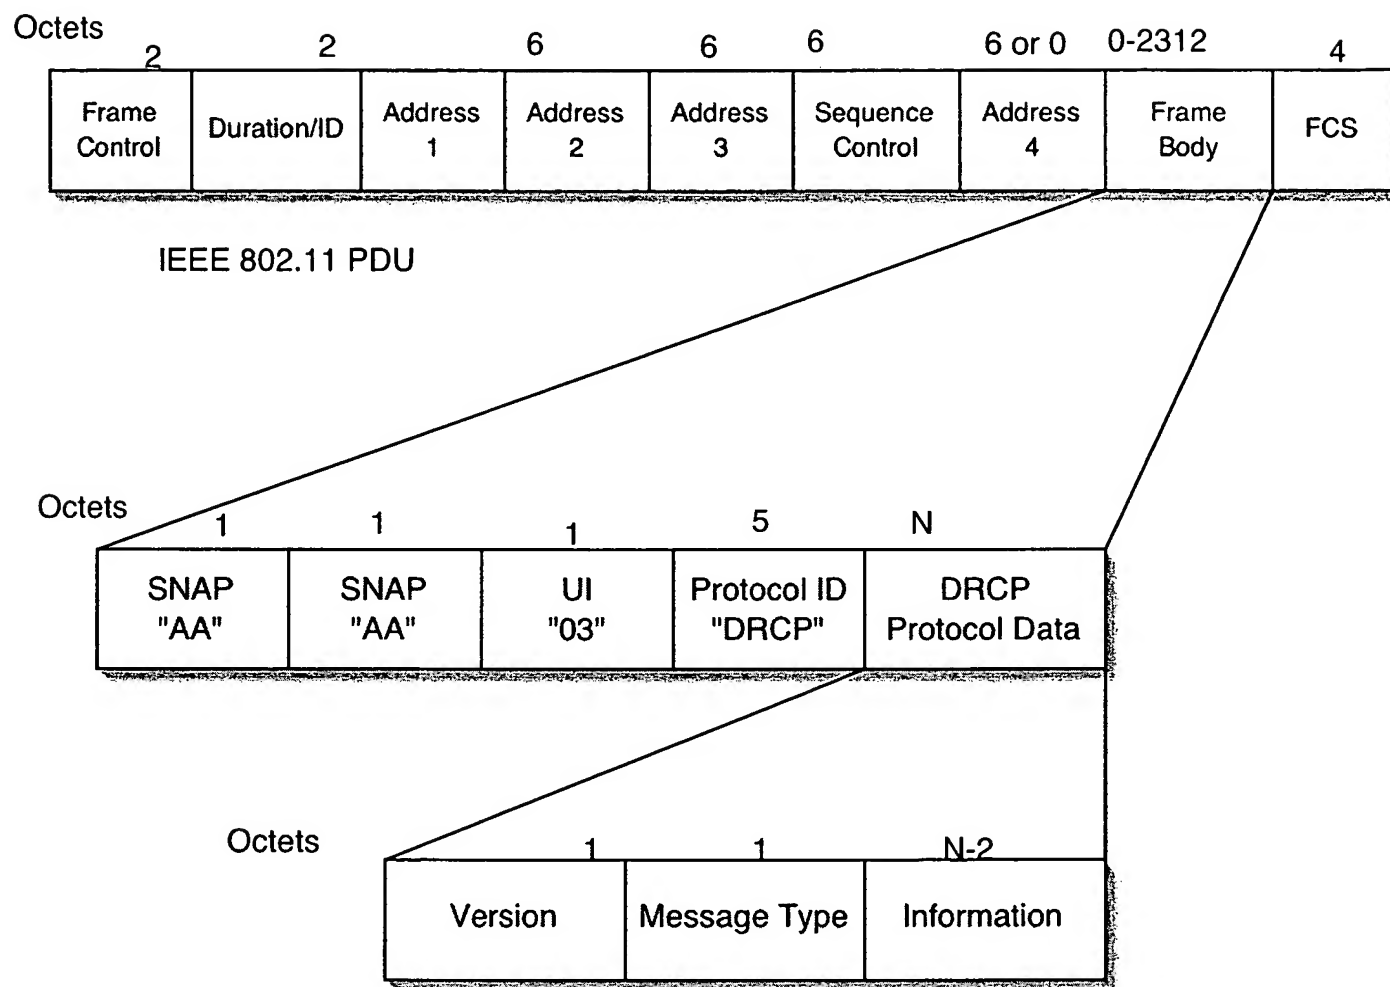 Octets
2 2 6 6 6 6 or 0 0-2312 4
Frame Control
Duration/ID
Address 1
Address 2
Address 3
Sequence Control
Address 4
Frame Body
FCS
IEEE 802.11 PDU
Octets
1 1 1 5 N
SNAP "AA"
SNAP "AA"
UI "03"
Protocol ID "DRCP"
DRCP Protocol Data
Octets
1 1 N-2
Version
Message Type
Information